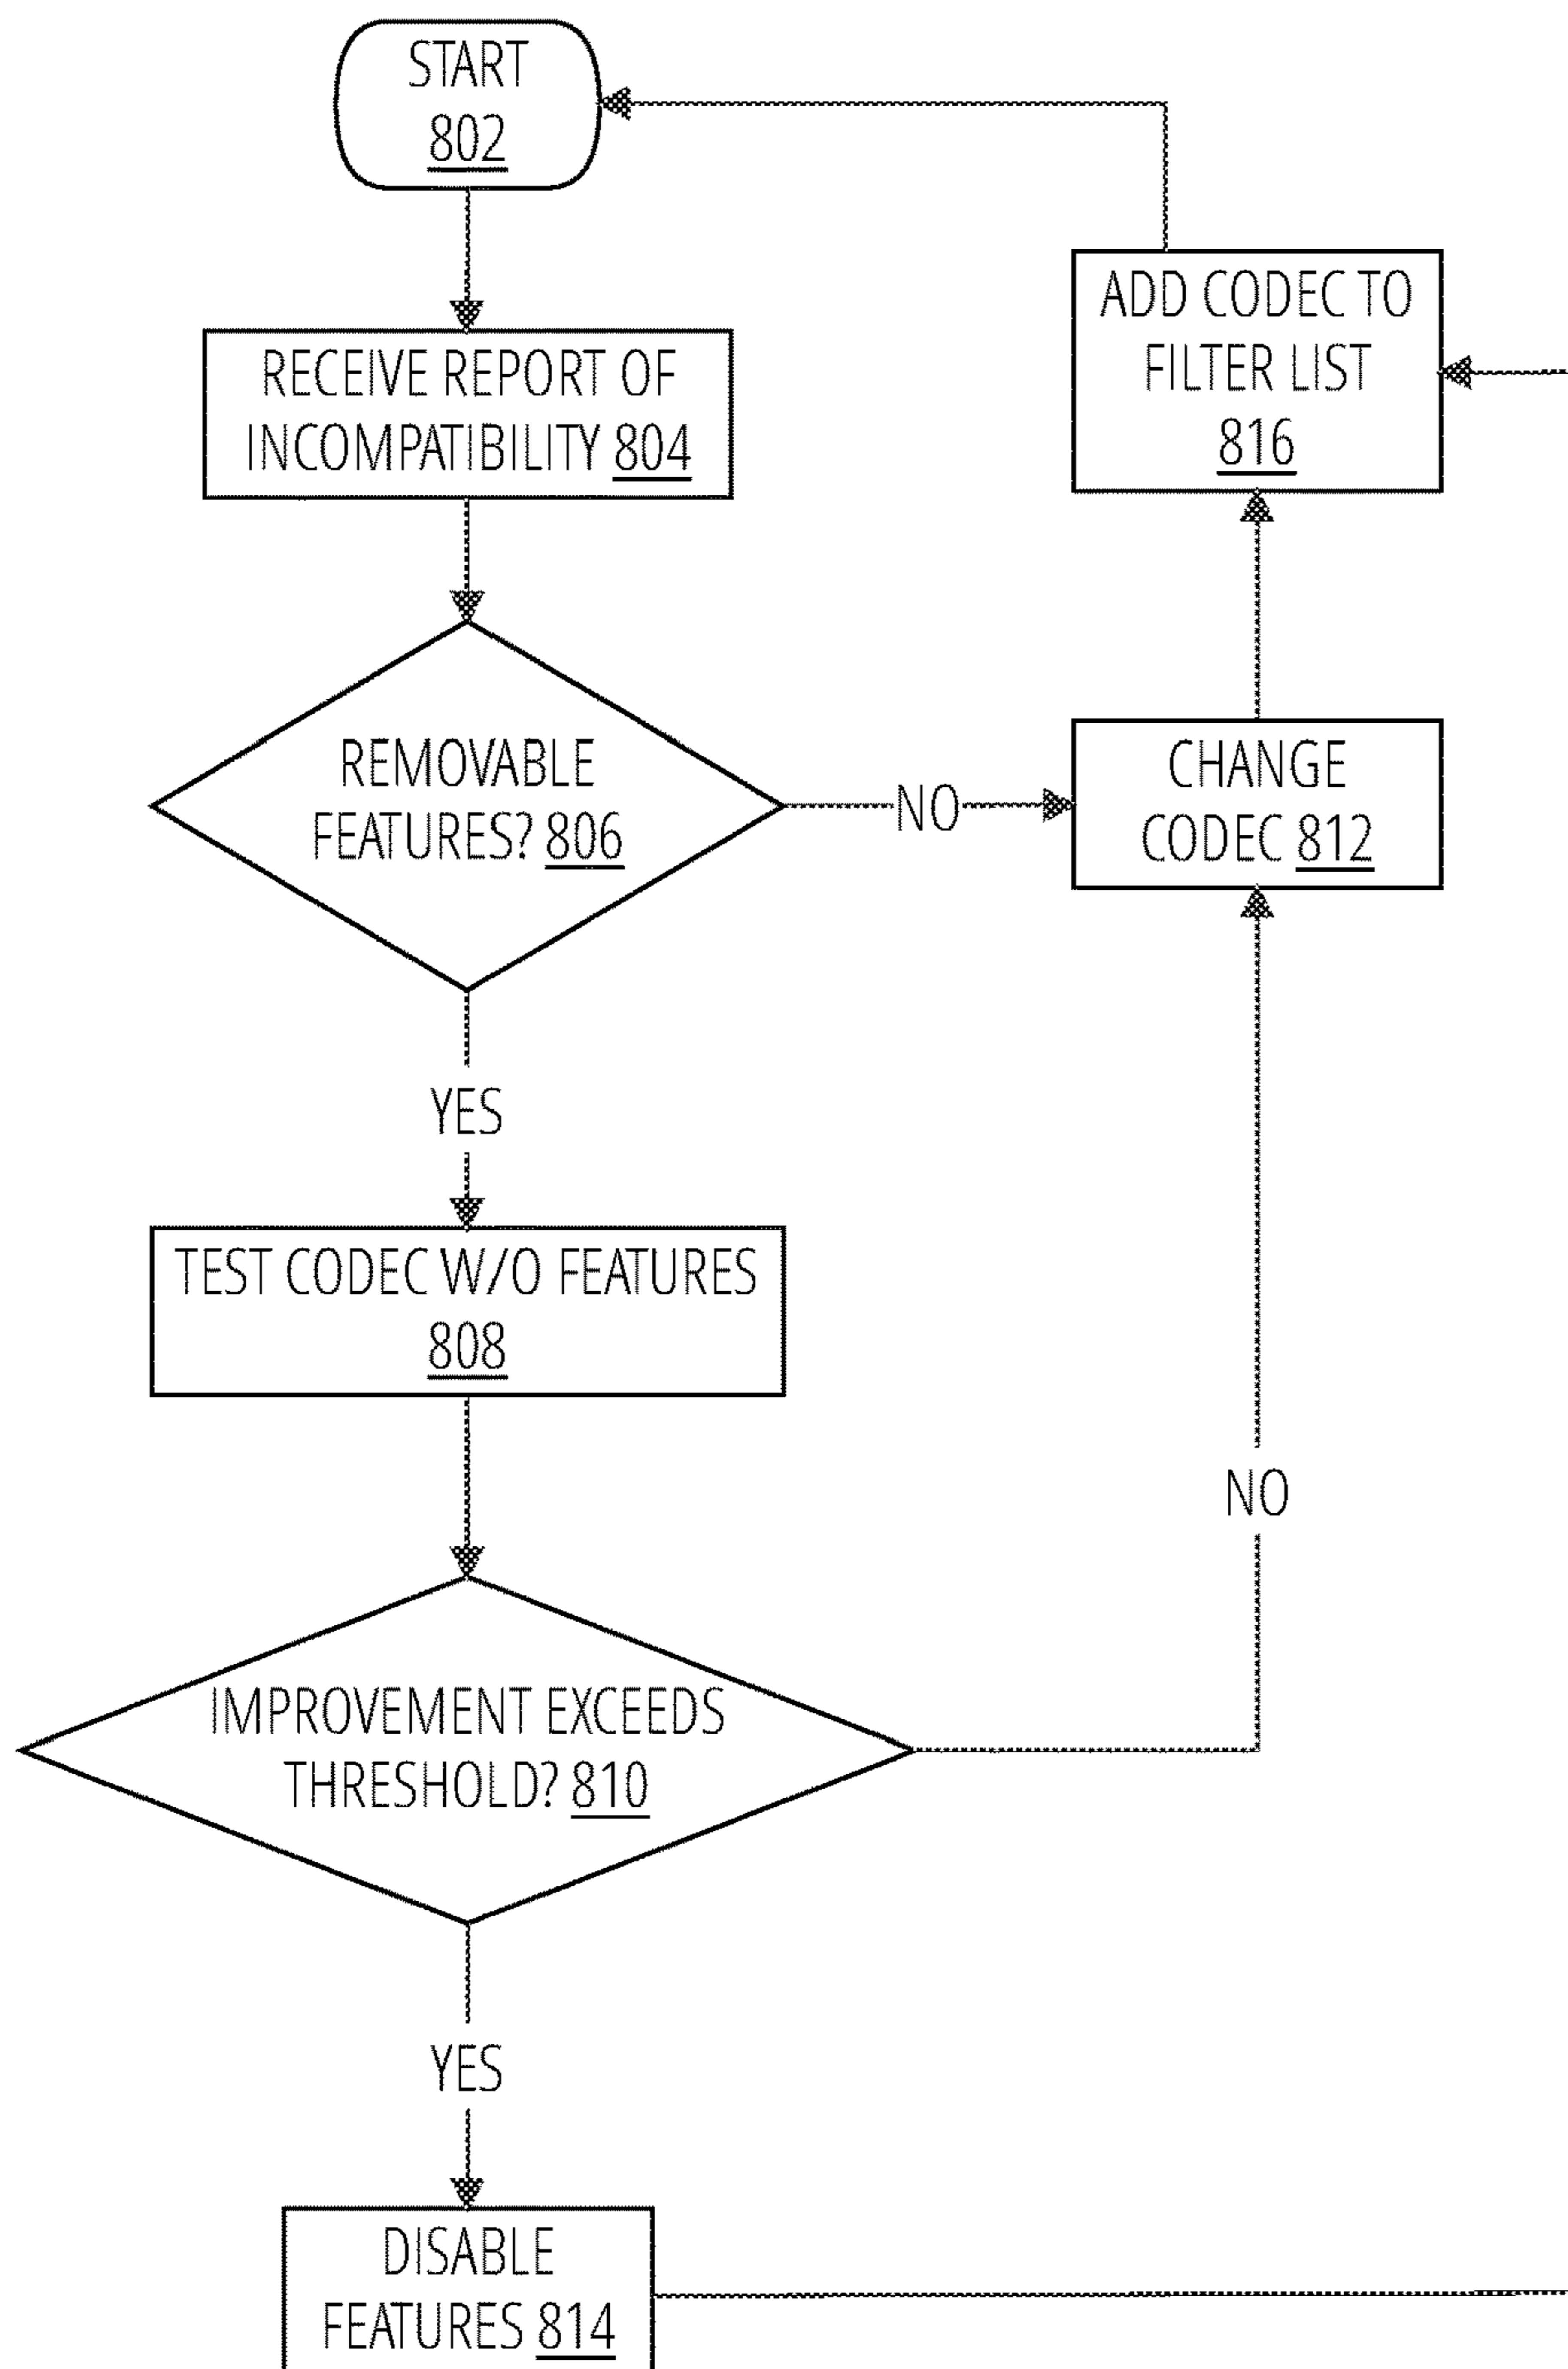 START
802
RECEIVE REPORT OF
INCOMPATIBILITY 804
ADD CODEC TO
FILTER LIST
816
REMOVABLE
FEATURES? 806
NO
CHANGE
CODEC 812
YES
TEST CODEC W/O FEATURES
808
NO
IMPROVEMENT EXCEEDS
THRESHOLD? 810
YES
DISABLE
FEATURES 814